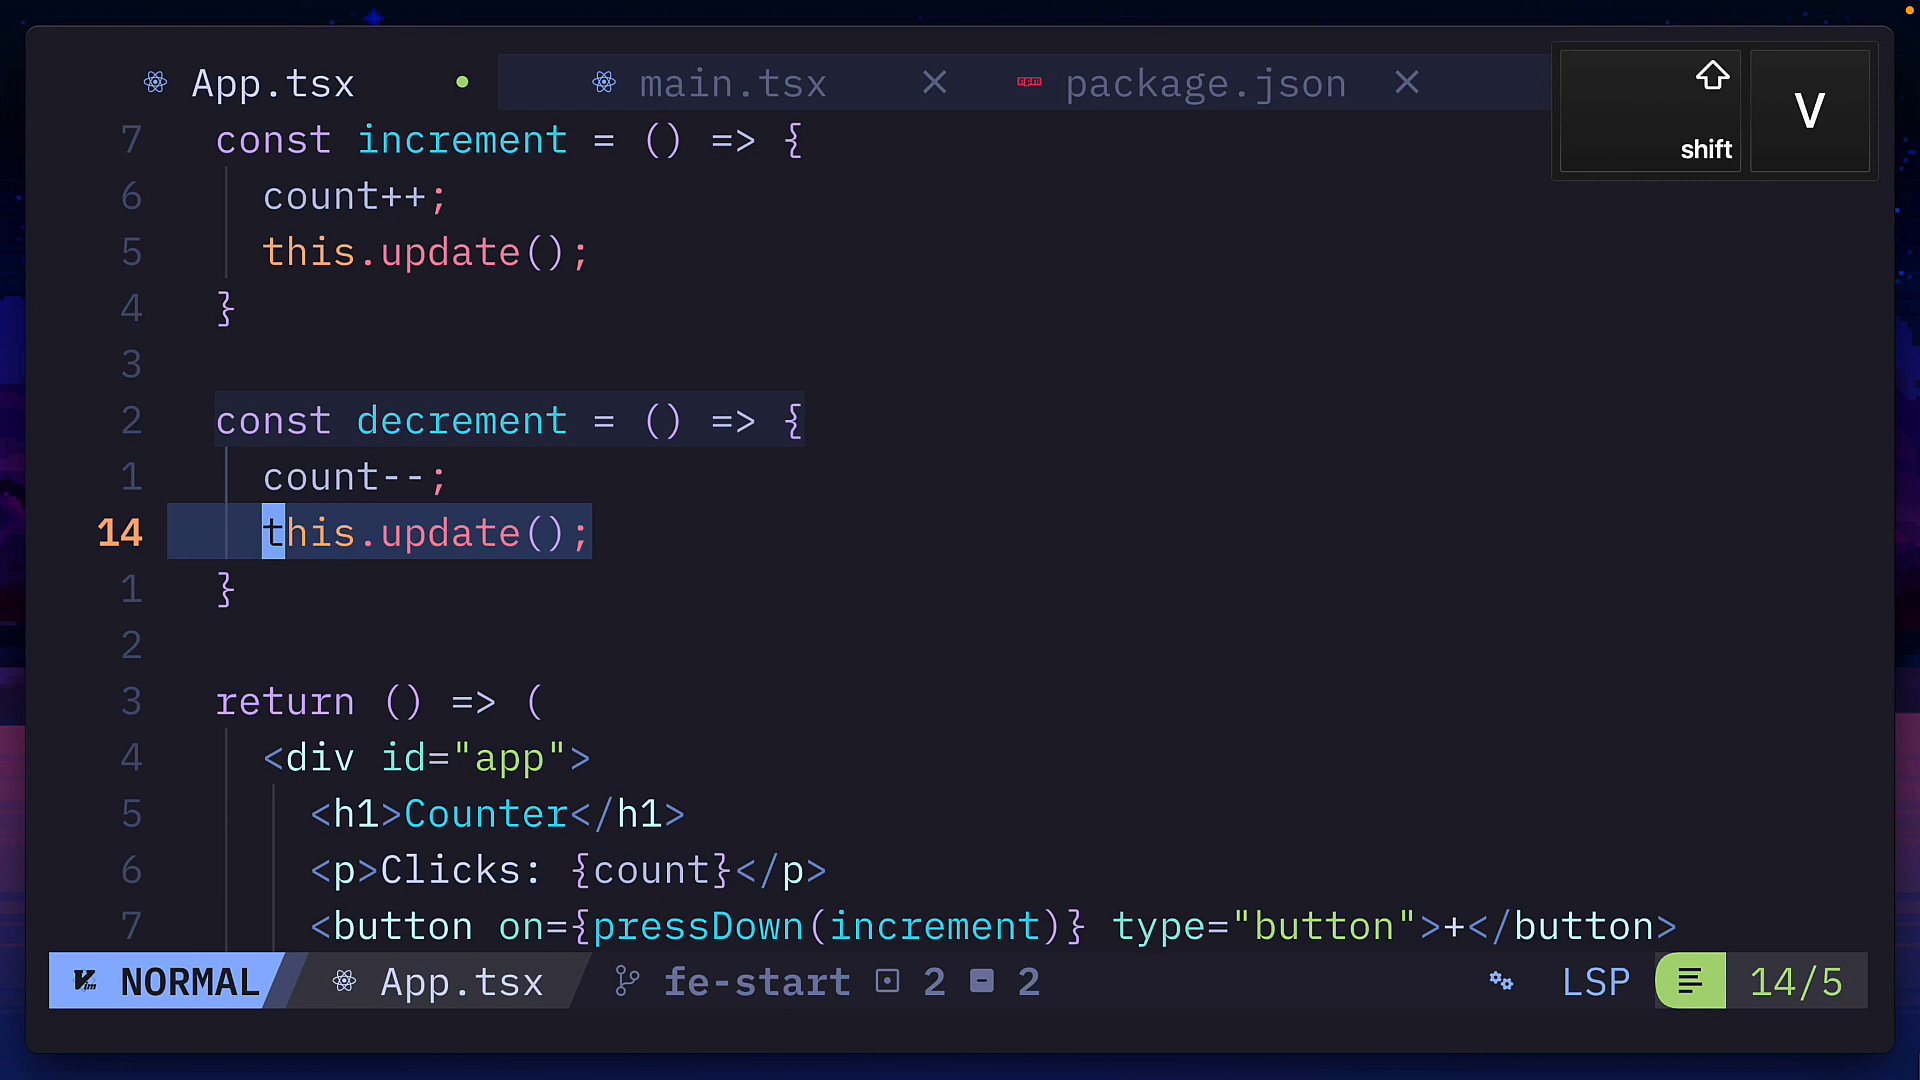 App.tsx main.tsx package.json
shift V
7 const increment = () => {
6 count++;
5 this.update();
4 }
3
2 const decrement = () => {
1 count--;
14 this.update();
1 }
2
3 return () => (
4 <div id="app">
5 <h1>Counter</h1>
6 <p>Clicks: {count}</p>
7 <button on={pressDown(increment)} type="button">+</button>
NORMAL App.tsx fe-start 2 2 LSP 14/5